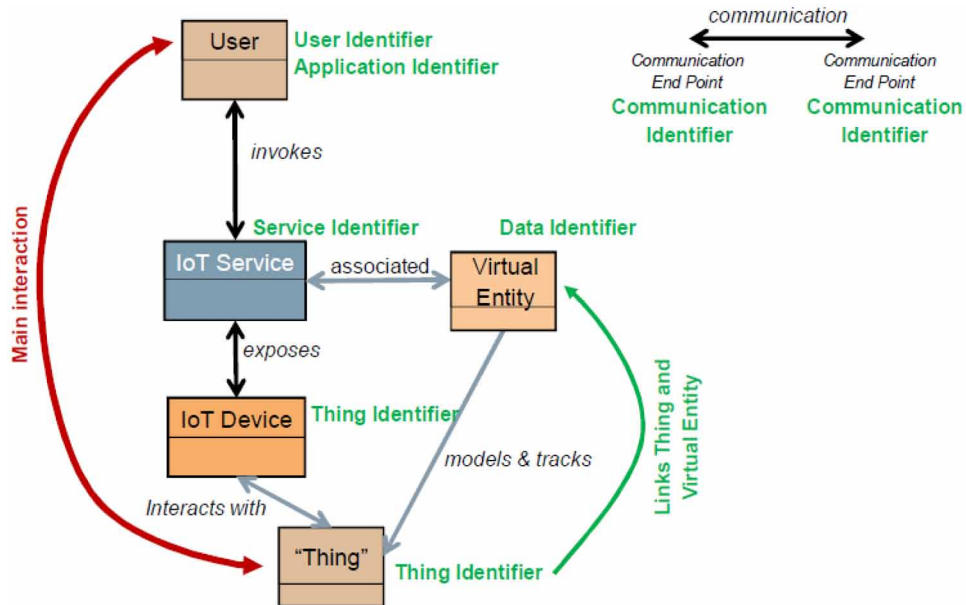 User
User Identifier
Application Identifier
communication
Communication
End Point
Communication
Identifier
Communication
End Point
Communication
Identifier
invokes
Main interaction
Service Identifier
Data Identifier
IoT Service
associated
Virtual
Entity
exposes
IoT Device
Thing Identifier
models & tracks
Links Thing and
Virtual Entity
Interacts with
“Thing”
Thing Identifier